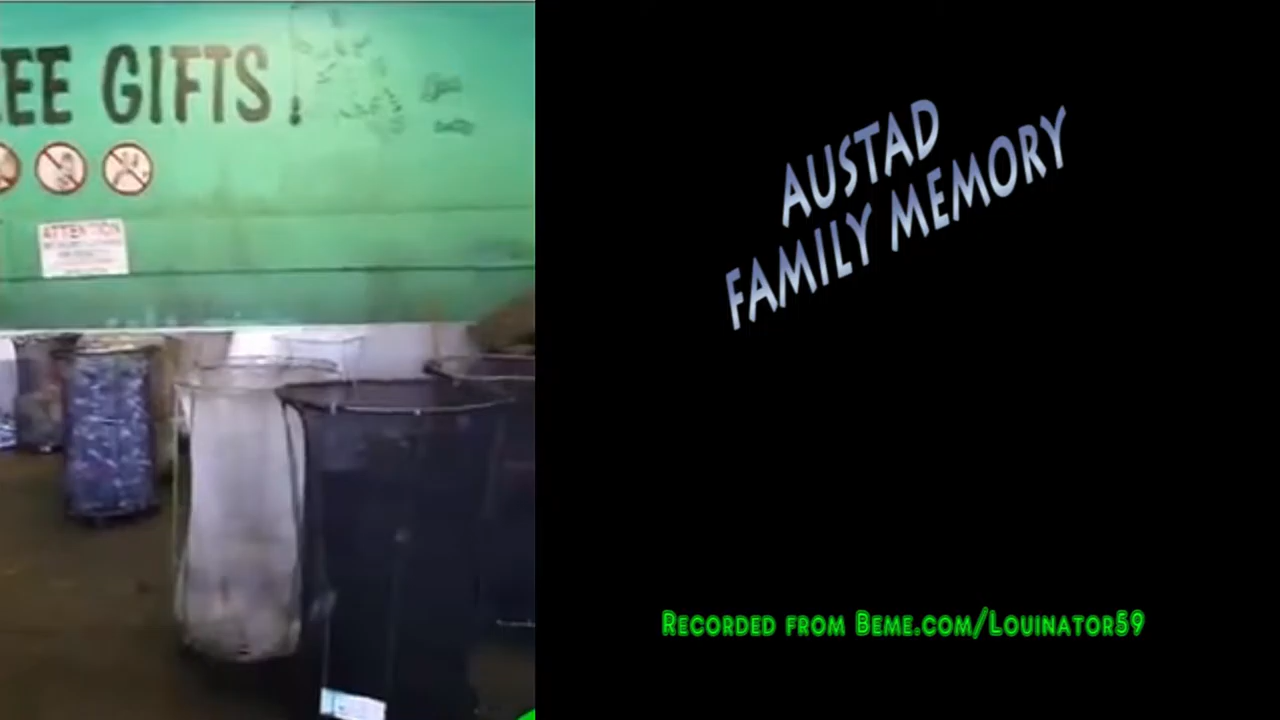 EE GIFTS!
ATTENTION
AUSTAD
FAMILY MEMORY
RECORDED FROM BEME.COM/LOUINATOR59